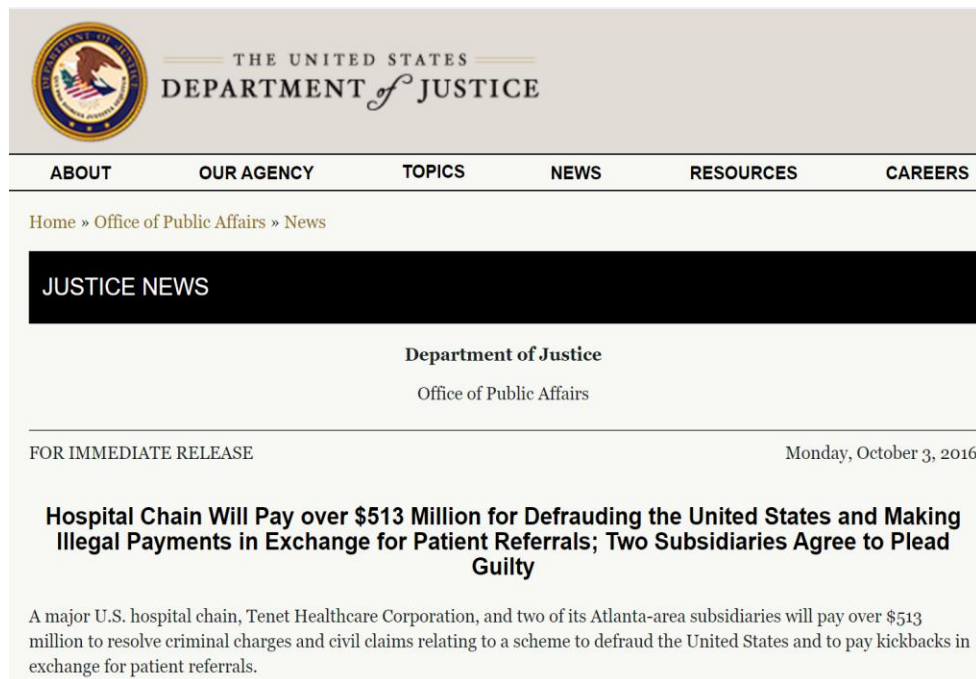 THE UNITED STATES
DEPARTMENT of JUSTICE
ABOUT OUR AGENCY TOPICS NEWS RESOURCES CAREERS
Home » Office of Public Affairs » News
JUSTICE NEWS
Department of Justice
Office of Public Affairs
FOR IMMEDIATE RELEASE Monday, October 3, 2016
Hospital Chain Will Pay over $513 Million for Defrauding the United States and Making
Illegal Payments in Exchange for Patient Referrals; Two Subsidiaries Agree to Plead
Guilty
A major U.S. hospital chain, Tenet Healthcare Corporation, and two of its Atlanta-area subsidiaries will pay over $513
million to resolve criminal charges and civil claims relating to a scheme to defraud the United States and to pay kickbacks in
exchange for patient referrals.